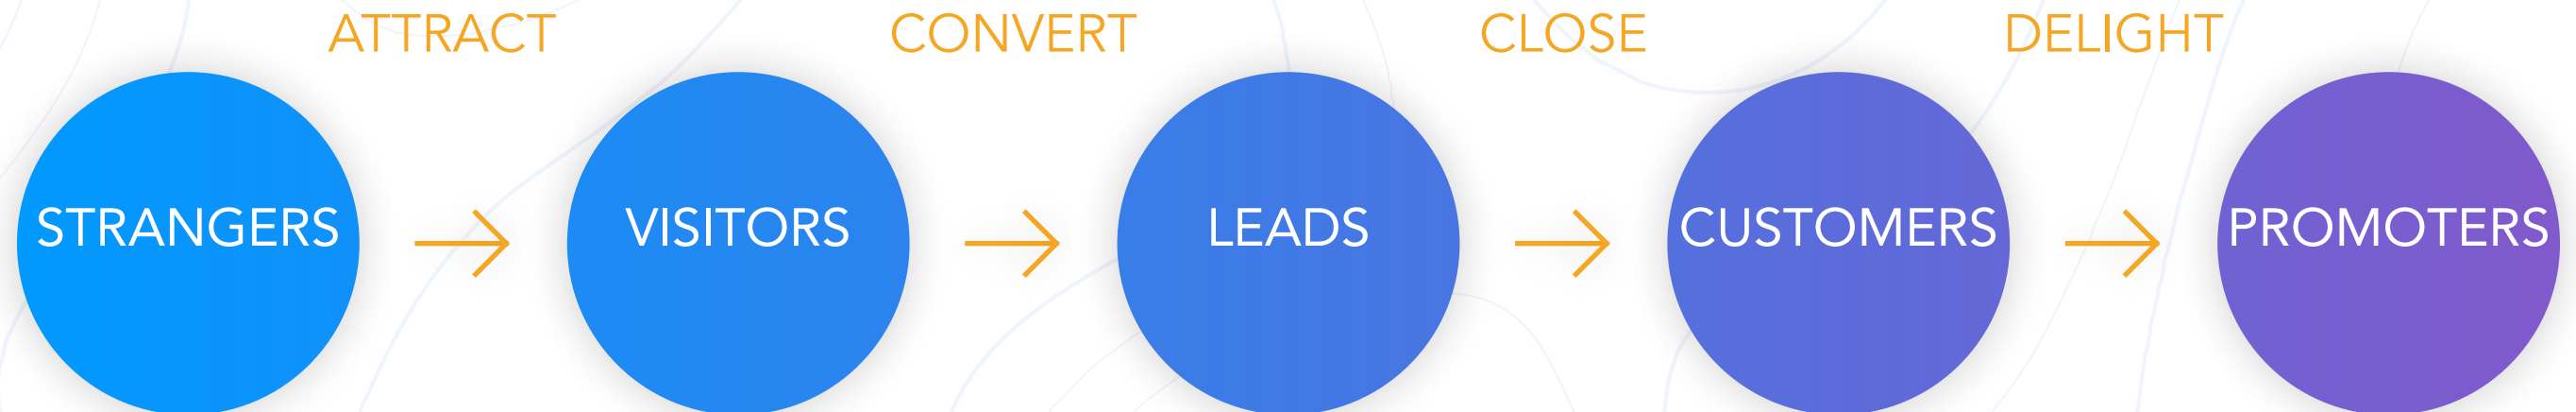 ATTRACT CONVERT CLOSE DELIGHT
STRANGERS VISITORS LEADS CUSTOMERS PROMOTERS